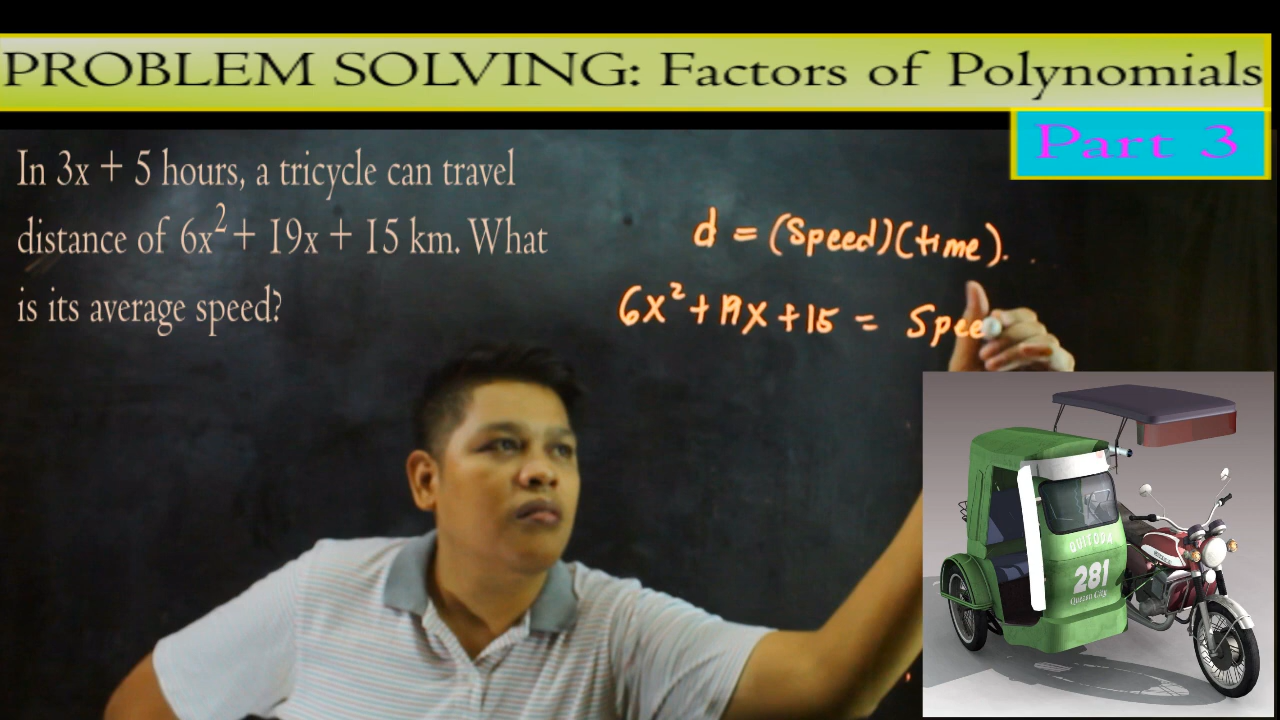 PROBLEM SOLVING: Factors of Polynomials
Part 3
In 3x + 5 hours, a tricycle can travel
distance of 6x² + 19x + 15 km. What
is its average speed?
d = (Speed)(time).
6x² + 19x + 15 = Spee
QUITODA
281
Quezon City